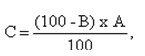 C = (100 - B) x A / 100 ,